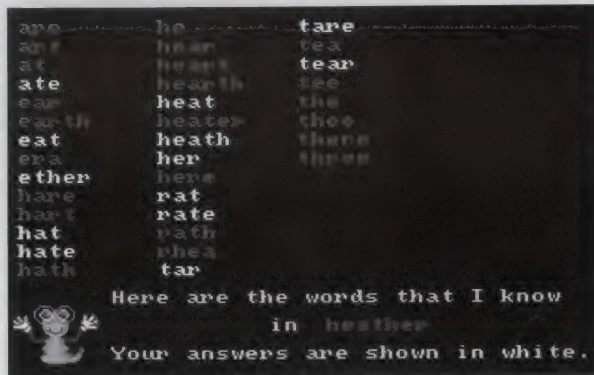 are he tare
art hear tea
at heart tear
ate hearth tee
ear heat the
earth heater thee
eat heath there
era her three
ether here
hare rat
hart rate
hat rath
hate rhea
hath tar
Here are the words that I know
in heather
Your answers are shown in white.